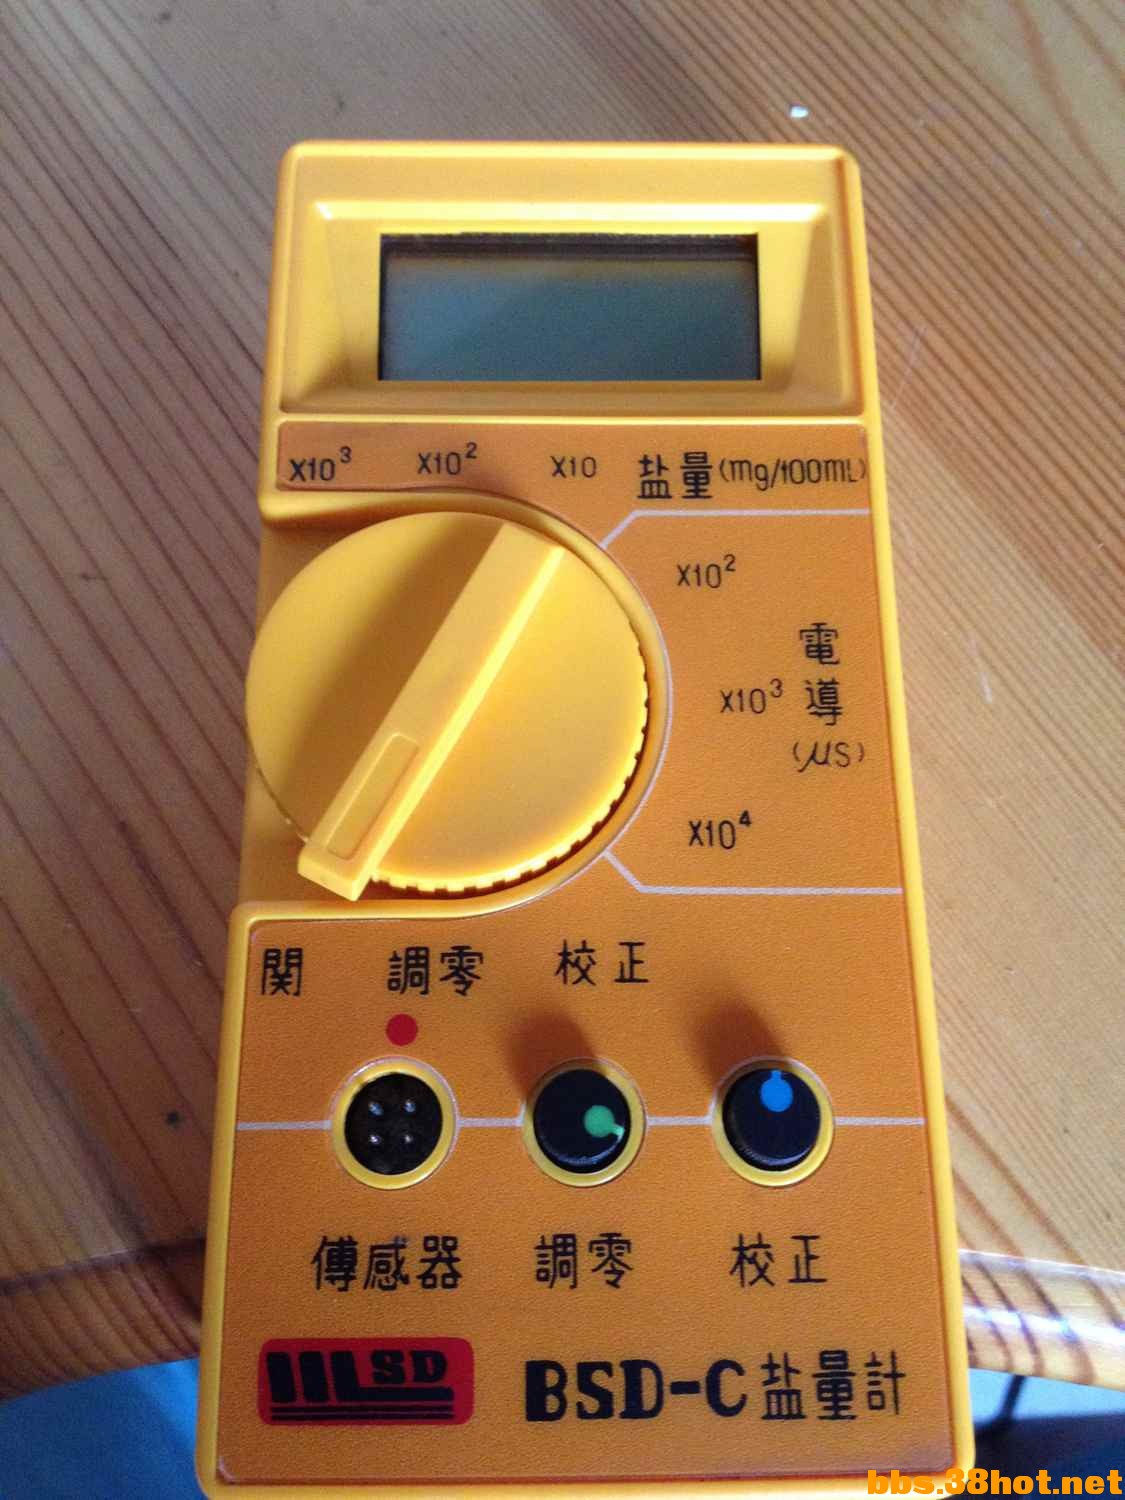 X10³ X10² X10 盐量(mg/100mL)
X10²
電
X10³ 導
(μS)
X10⁴
関 調零 校正
傅感器 調零 校正
SD BSD-C盐量計
bbs.38hot.net